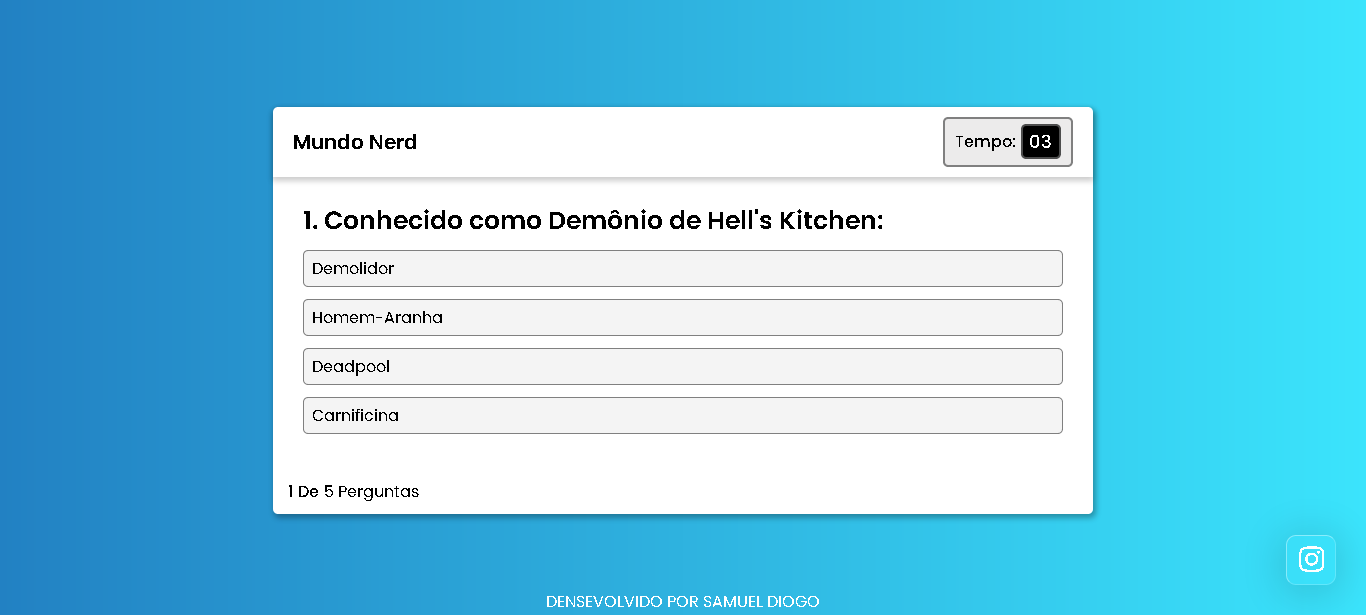 Mundo Nerd
Tempo: 03
1. Conhecido como Demônio de Hell's Kitchen:
Demolidor
Homem-Aranha
Deadpool
Carnificina
1 De 5 Perguntas
DENSEVOLVIDO POR SAMUEL DIOGO